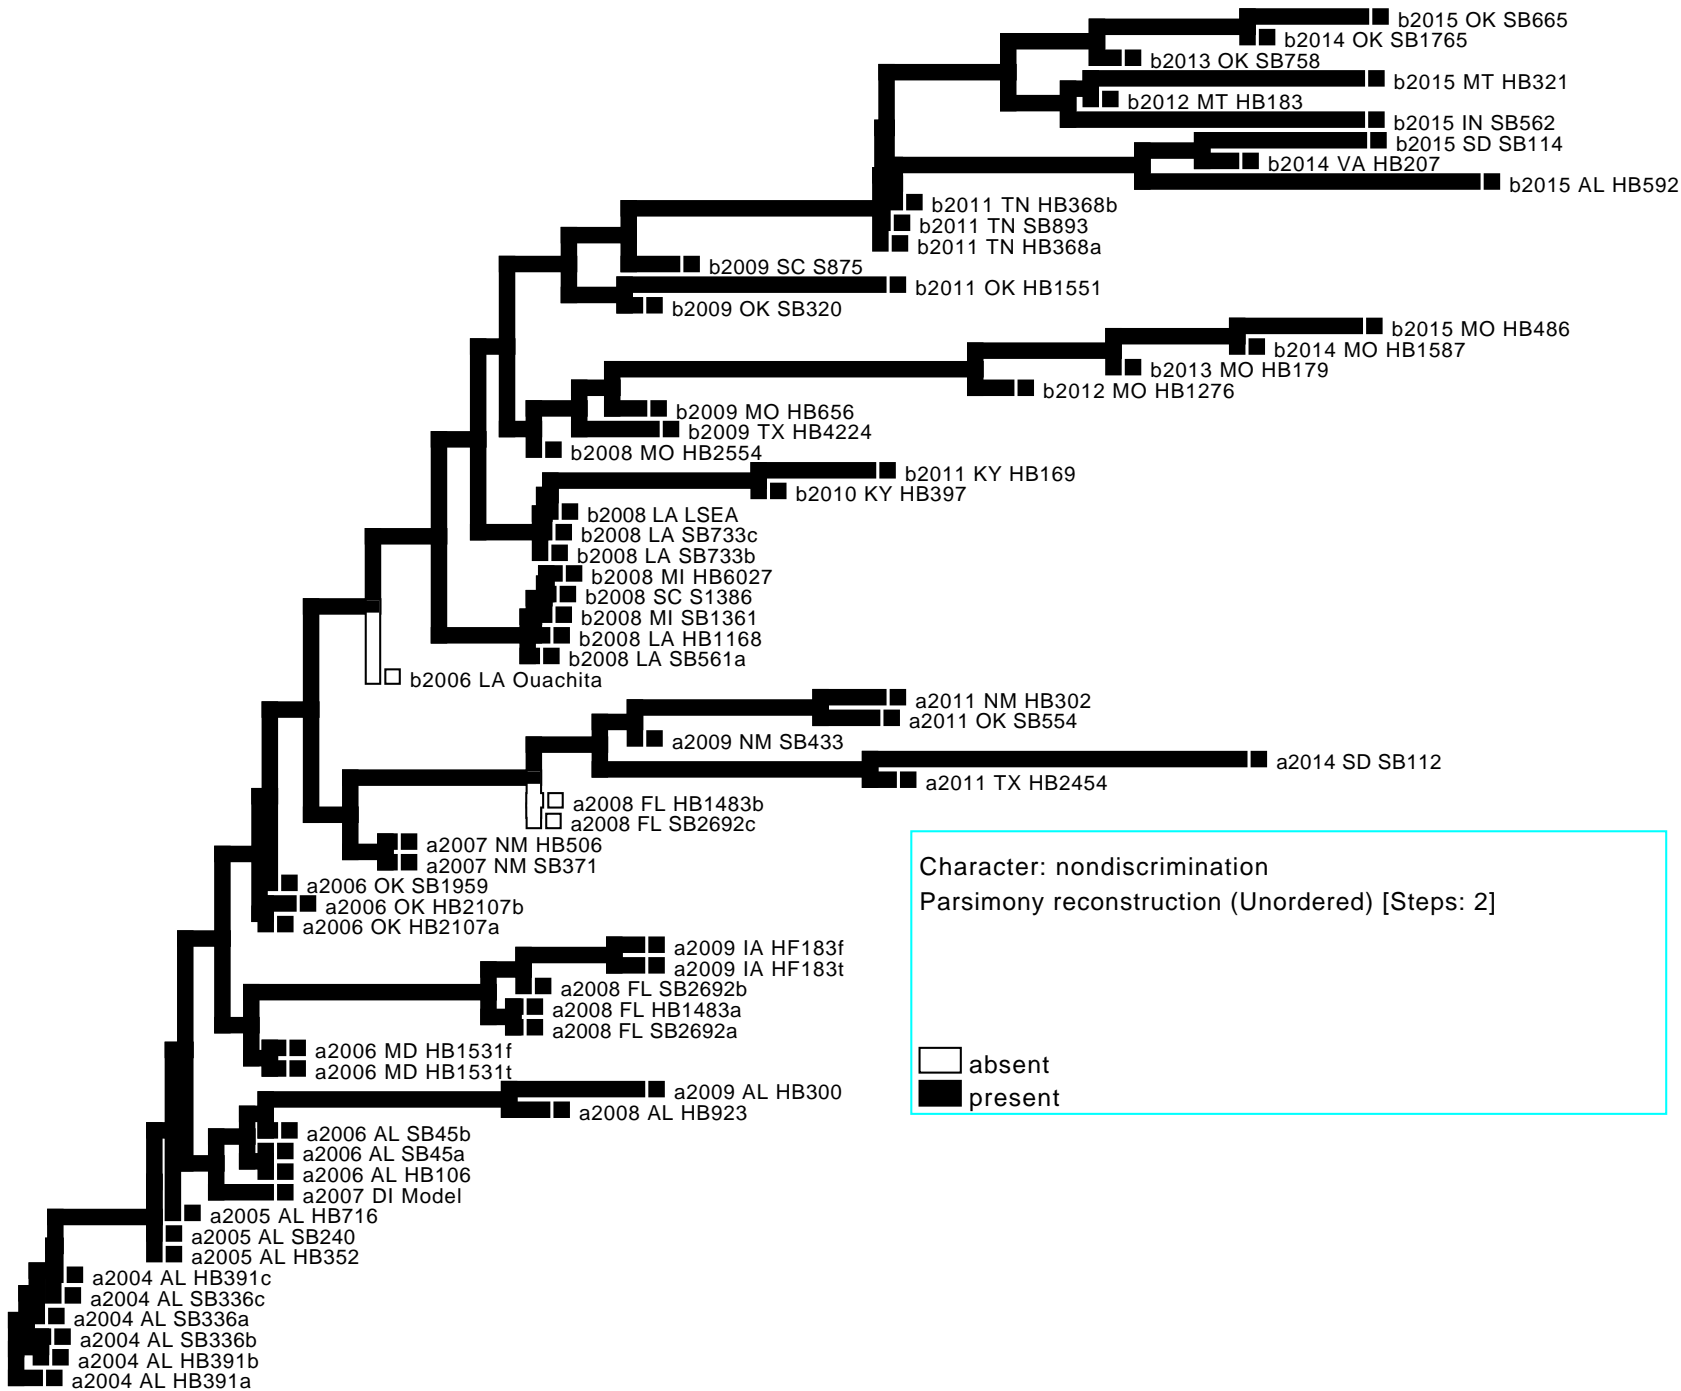 b2015 OK SB665
b2014 OK SB1765
b2013 OK SB758
b2015 MT HB321
b2012 MT HB183
b2015 IN SB562
b2015 SD SB114
b2014 VA HB207
b2015 AL HB592
b2011 TN HB368b
b2011 TN SB893
b2011 TN HB368a
b2009 SC S875
b2011 OK HB1551
b2009 OK SB320
b2015 MO HB486
b2014 MO HB1587
b2013 MO HB179
b2012 MO HB1276
b2009 MO HB656
b2009 TX HB4224
b2008 MO HB2554
b2011 KY HB169
b2010 KY HB397
b2008 LA LSEA
b2008 LA SB733c
b2008 LA SB733b
b2008 MI HB6027
b2008 SC S1386
b2008 MI SB1361
b2008 LA HB1168
b2008 LA SB561a
b2006 LA Ouachita
a2011 NM HB302
a2011 OK SB554
a2009 NM SB433
a2014 SD SB112
a2011 TX HB2454
a2008 FL HB1483b
a2008 FL SB2692c
a2007 NM HB506
a2007 NM SB371
a2006 OK SB1959
a2006 OK HB2107b
a2006 OK HB2107a
a2009 IA HF183f
a2009 IA HF183t
a2008 FL SB2692b
a2008 FL HB1483a
a2008 FL SB2692a
a2006 MD HB1531f
a2006 MD HB1531t
a2009 AL HB300
a2008 AL HB923
a2006 AL SB45b
a2006 AL SB45a
a2006 AL HB106
a2007 DI Model
a2005 AL HB716
a2005 AL SB240
a2005 AL HB352
a2004 AL HB391c
a2004 AL SB336c
a2004 AL SB336a
a2004 AL SB336b
a2004 AL HB391b
a2004 AL HB391a
Character: nondiscrimination
Parsimony reconstruction (Unordered) [Steps: 2]
absent
present